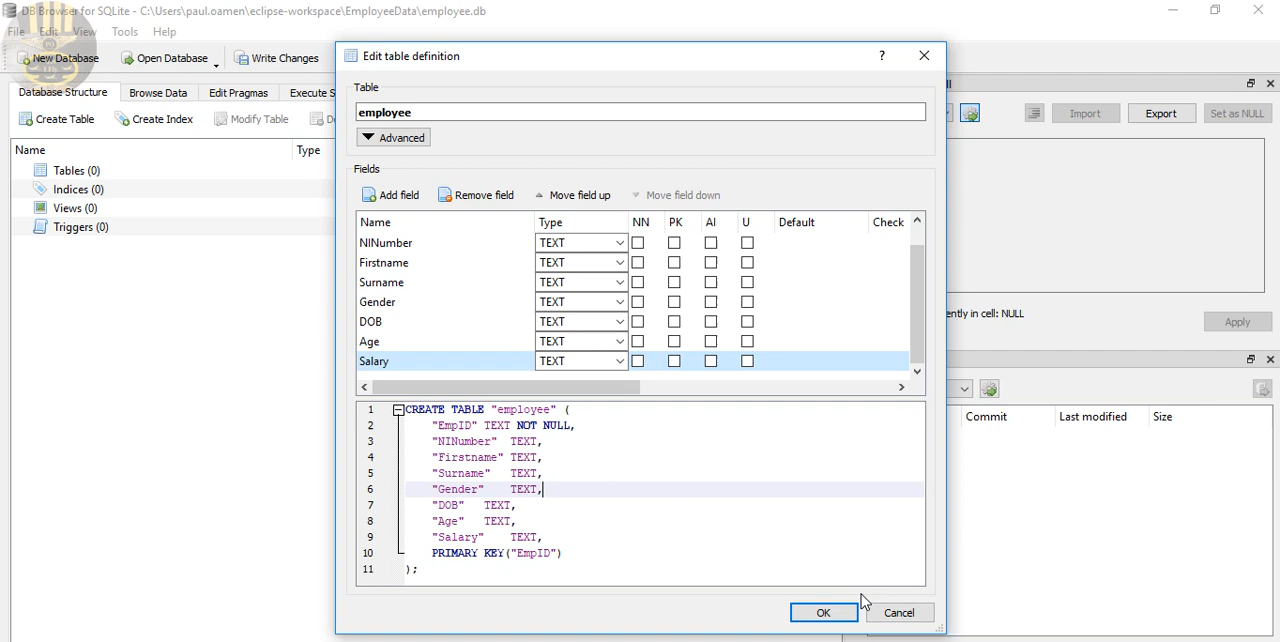 DB Browser for SQLite - C:\Users\paul.oamen\eclipse-workspace\EmployeeData\employee.db
File Edit View Tools Help
New Database Open Database Write Changes
Database Structure Browse Data Edit Pragmas Execute S
Create Table Create Index Modify Table
Name Type
Tables (0)
Indices (0)
Views (0)
Triggers (0)
Edit table definition ?
Table
employee
Advanced
Fields
Add field Remove field Move field up Move field down
Name Type NN PK AI U Default Check
NINumber TEXT
Firstname TEXT
Surname TEXT
Gender TEXT
DOB TEXT
Age TEXT
Salary TEXT
1 CREATE TABLE "employee" (
2 "EmpID" TEXT NOT NULL,
3 "NINumber" TEXT,
4 "Firstname" TEXT,
5 "Surname" TEXT,
6 "Gender" TEXT,
7 "DOB" TEXT,
8 "Age" TEXT,
9 "Salary" TEXT,
10 PRIMARY KEY("EmpID")
11 );
OK Cancel
Import Export Set as NULL
ently in cell: NULL
Apply
Commit Last modified Size